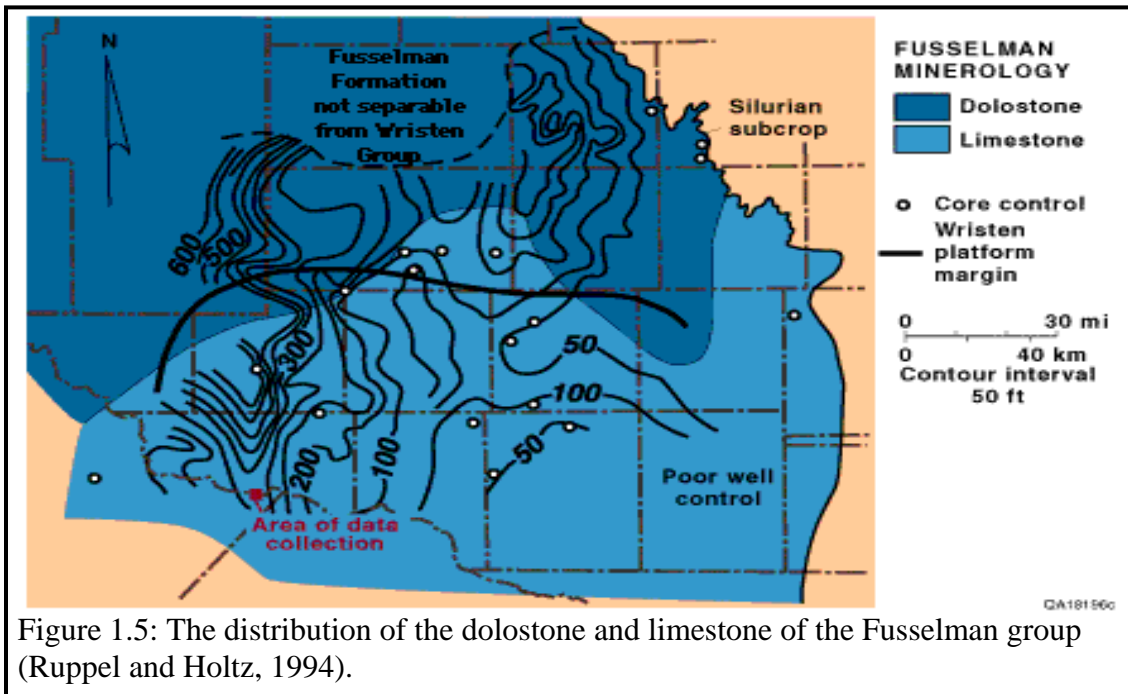 N
Fusselman
Formation
not separable
from Wristen
Group
Silurian
subcrop
600
500
300
200
100
50
100
50
Poor well
control
Area of data
collection
FUSSELMAN
MINEROLOGY
Dolostone
Limestone
Core control
Wristen
platform
margin
0 30 mi
0 40 km
Contour interval
50 ft
QA18196c
Figure 1.5: The distribution of the dolostone and limestone of the Fusselman group
(Ruppel and Holtz, 1994).